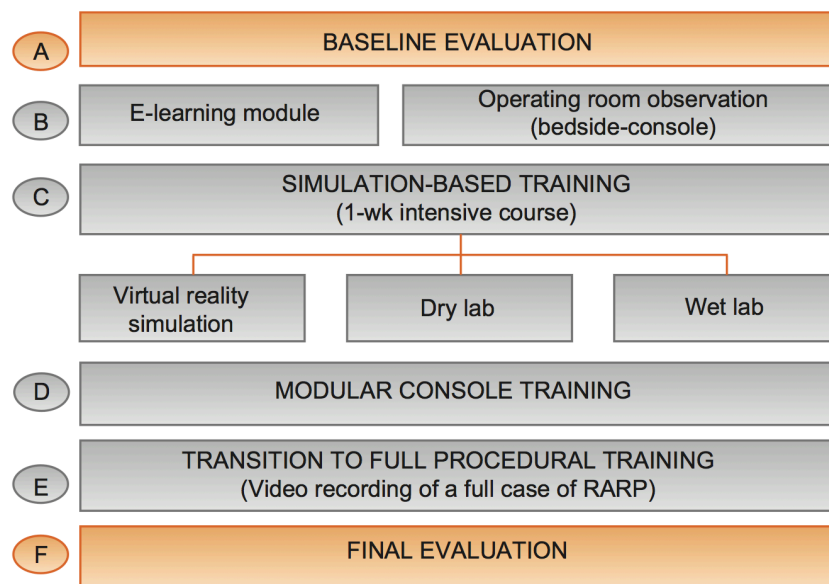 A
BASELINE EVALUATION
B
E-learning module
Operating room observation
(bedside-console)
C
SIMULATION-BASED TRAINING
(1-wk intensive course)
Virtual reality
simulation
Dry lab
Wet lab
D
MODULAR CONSOLE TRAINING
E
TRANSITION TO FULL PROCEDURAL TRAINING
(Video recording of a full case of RARP)
F
FINAL EVALUATION